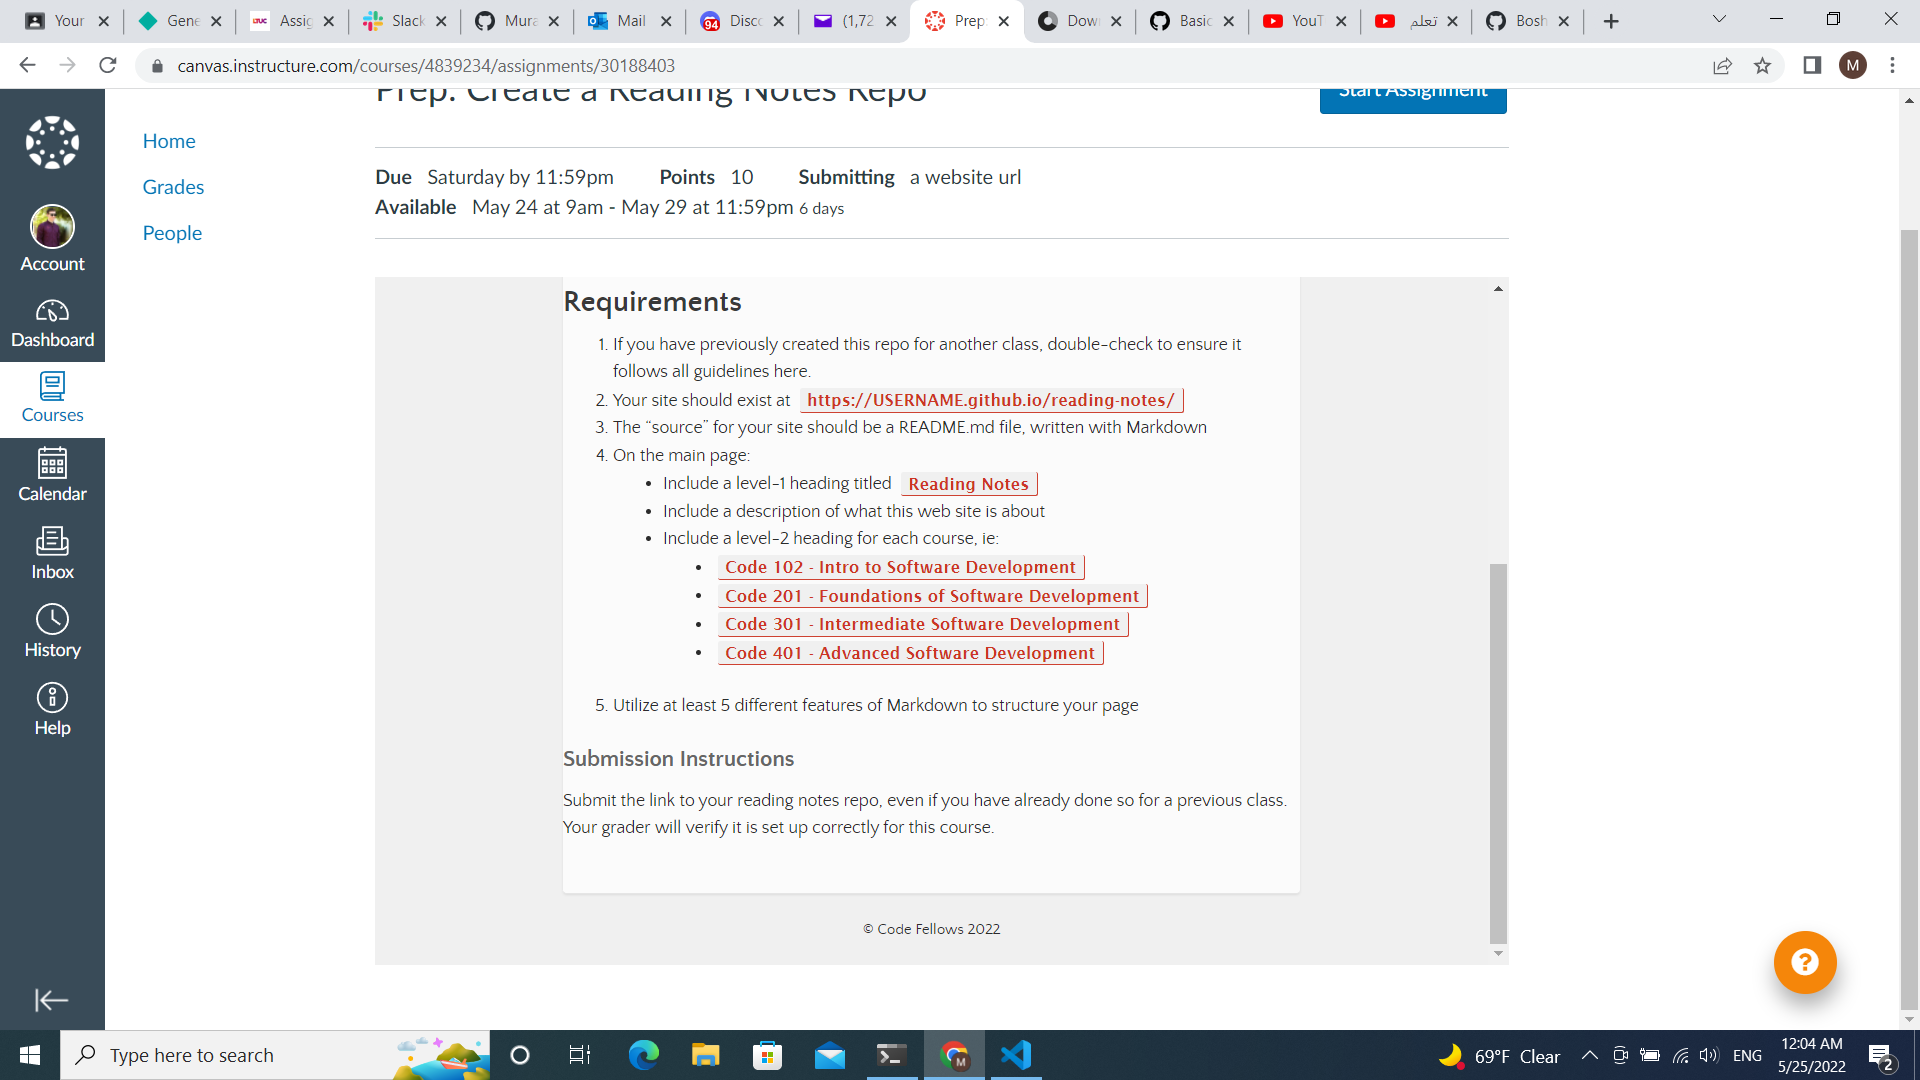 Your
Gene
LTUC Assig
Slack
Mura
Mail
94 Disco
(1,72
Prep:
Dow
Basic
YouT
تعلم
Bosh
canvas.instructure.com/courses/4839234/assignments/30188403
M
Prep: Create a Reading Notes Repo
Start Assignment
Home
Grades
People
Account
Dashboard
Courses
Calendar
Inbox
History
Help
Due Saturday by 11:59pm Points 10 Submitting a website url
Available May 24 at 9am - May 29 at 11:59pm 6 days
Requirements
1. If you have previously created this repo for another class, double-check to ensure it
follows all guidelines here.
2. Your site should exist at https://USERNAME.github.io/reading-notes/
3. The “source” for your site should be a README.md file, written with Markdown
4. On the main page:
• Include a level-1 heading titled Reading Notes
• Include a description of what this web site is about
• Include a level-2 heading for each course, ie:
• Code 102 - Intro to Software Development
• Code 201 - Foundations of Software Development
• Code 301 - Intermediate Software Development
• Code 401 - Advanced Software Development
5. Utilize at least 5 different features of Markdown to structure your page
Submission Instructions
Submit the link to your reading notes repo, even if you have already done so for a previous class.
Your grader will verify it is set up correctly for this course.
© Code Fellows 2022
Type here to search
M
69°F Clear
ENG
12:04 AM
5/25/2022
2